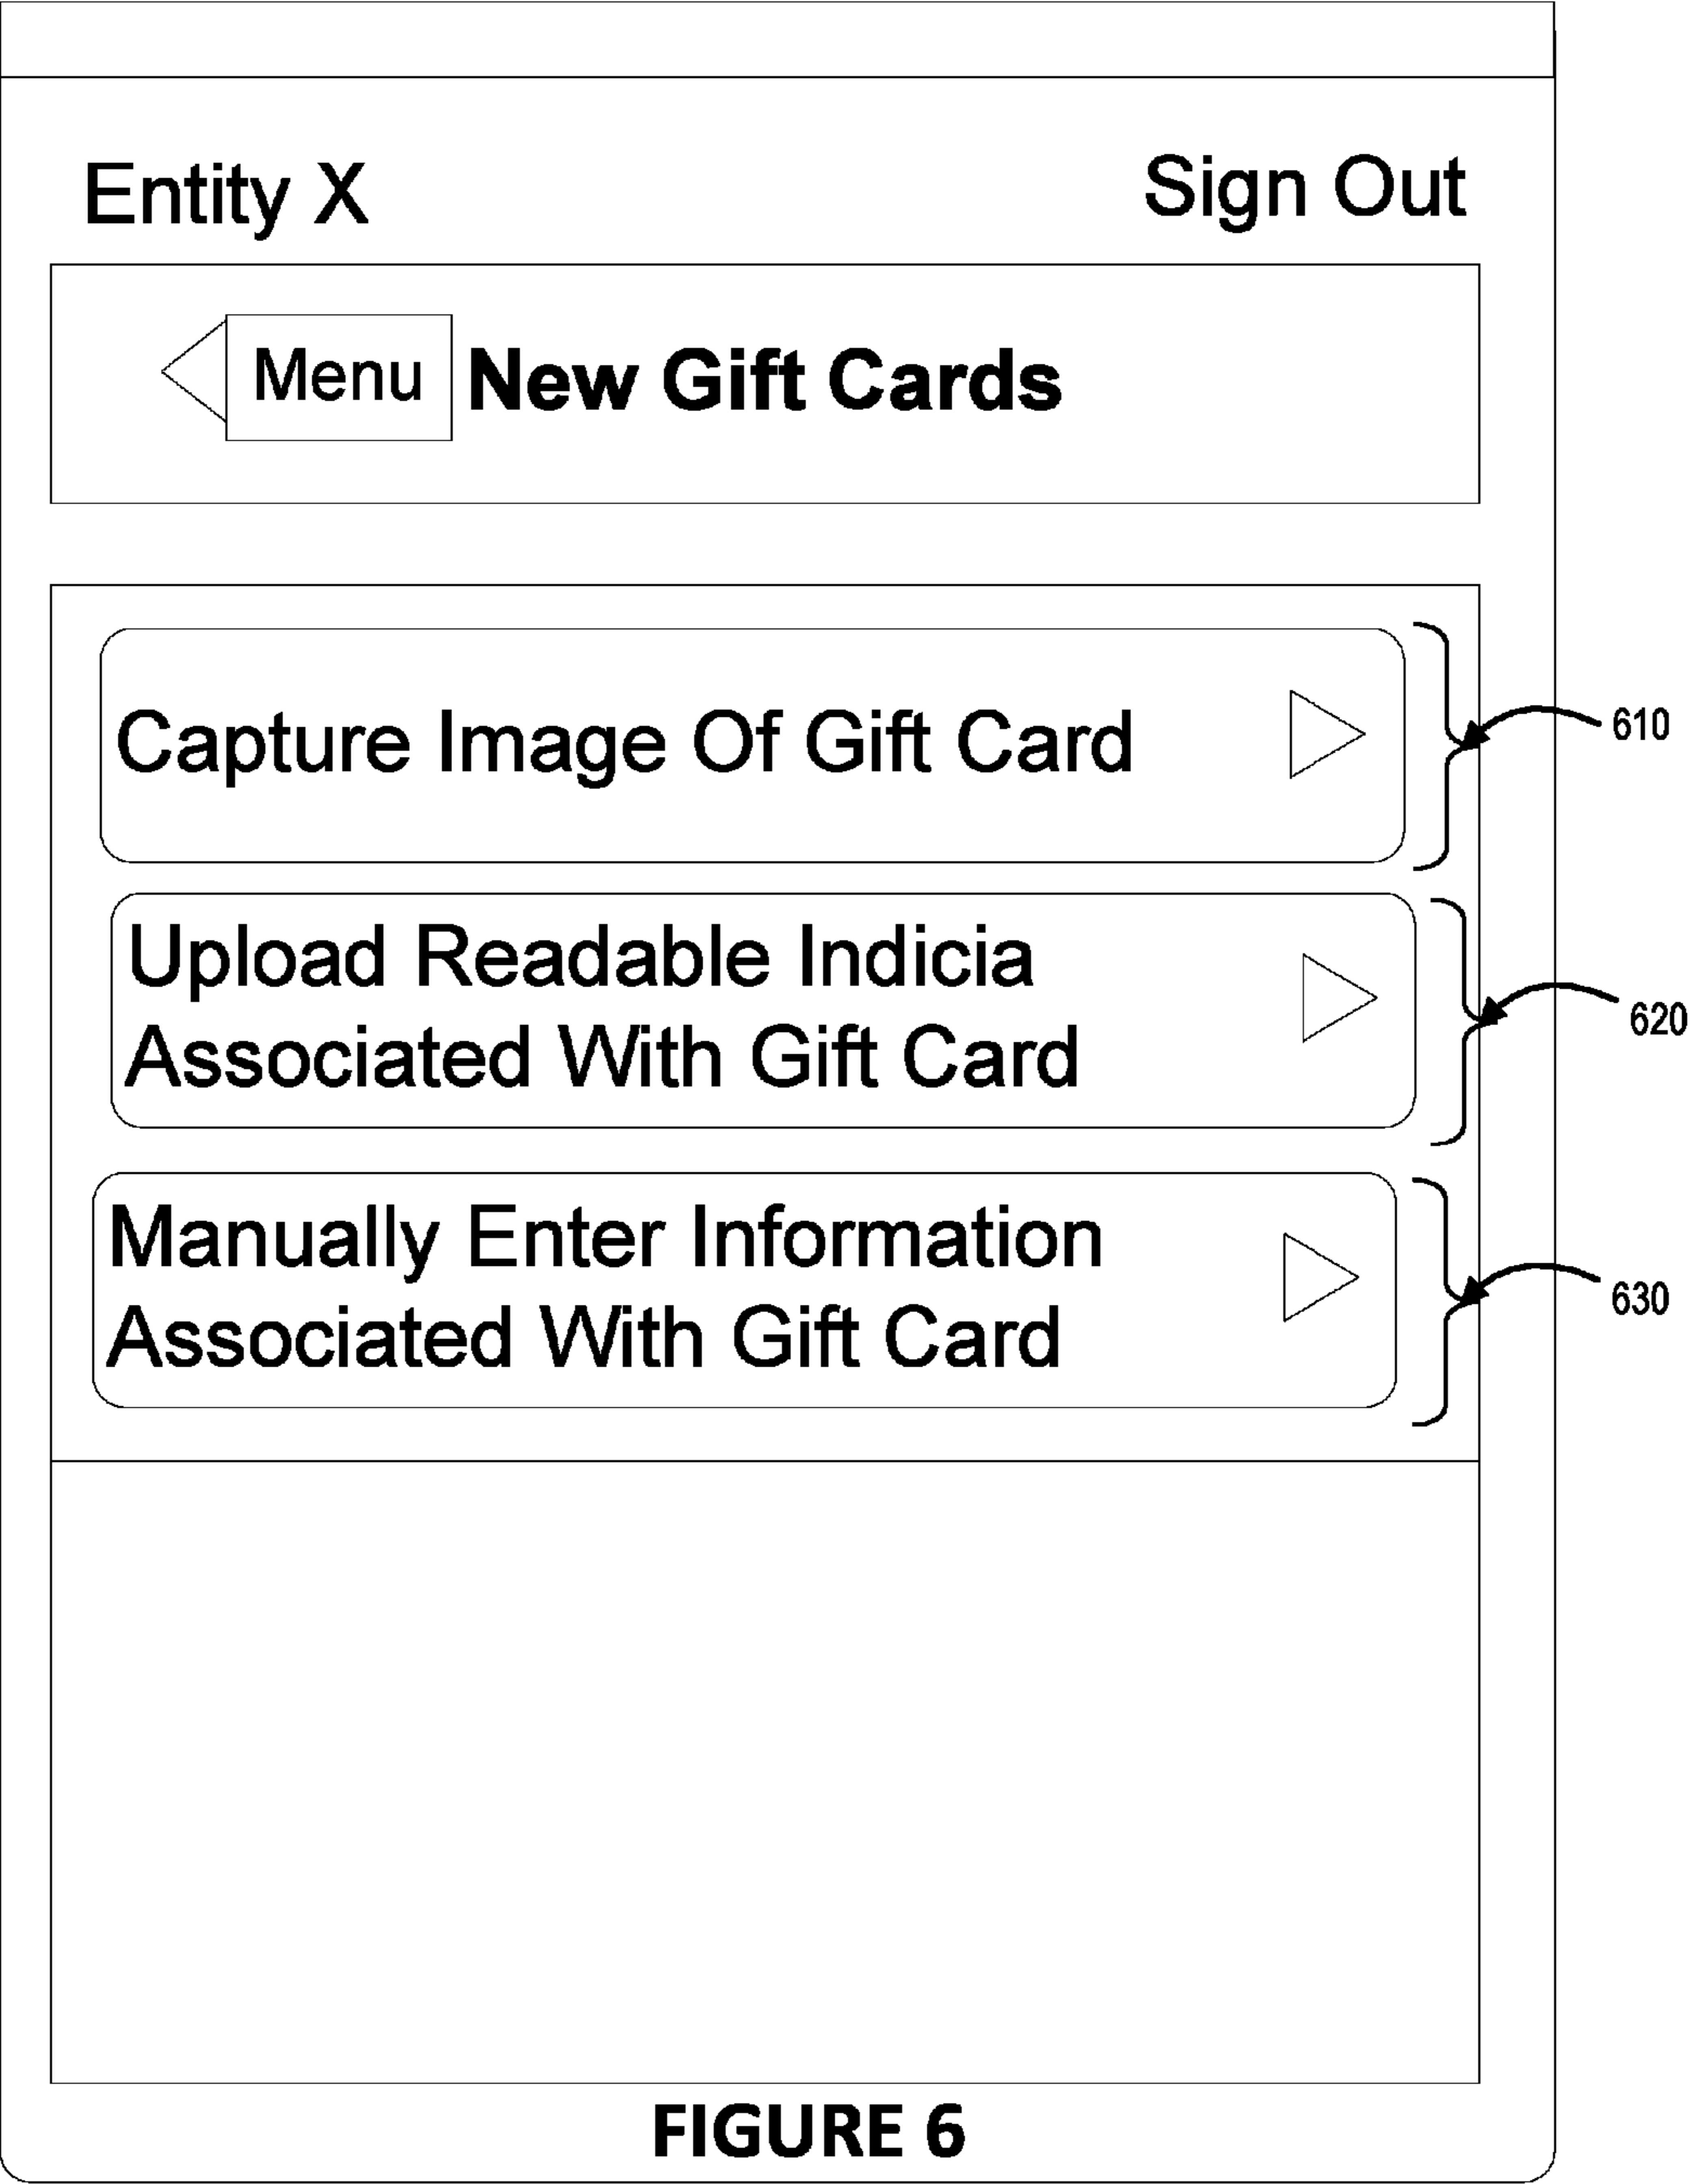 Entity X Sign Out
Menu New Gift Cards
Capture Image Of Gift Card
610
Upload Readable Indicia
Associated With Gift Card
620
Manually Enter Information
Associated With Gift Card
630
FIGURE 6